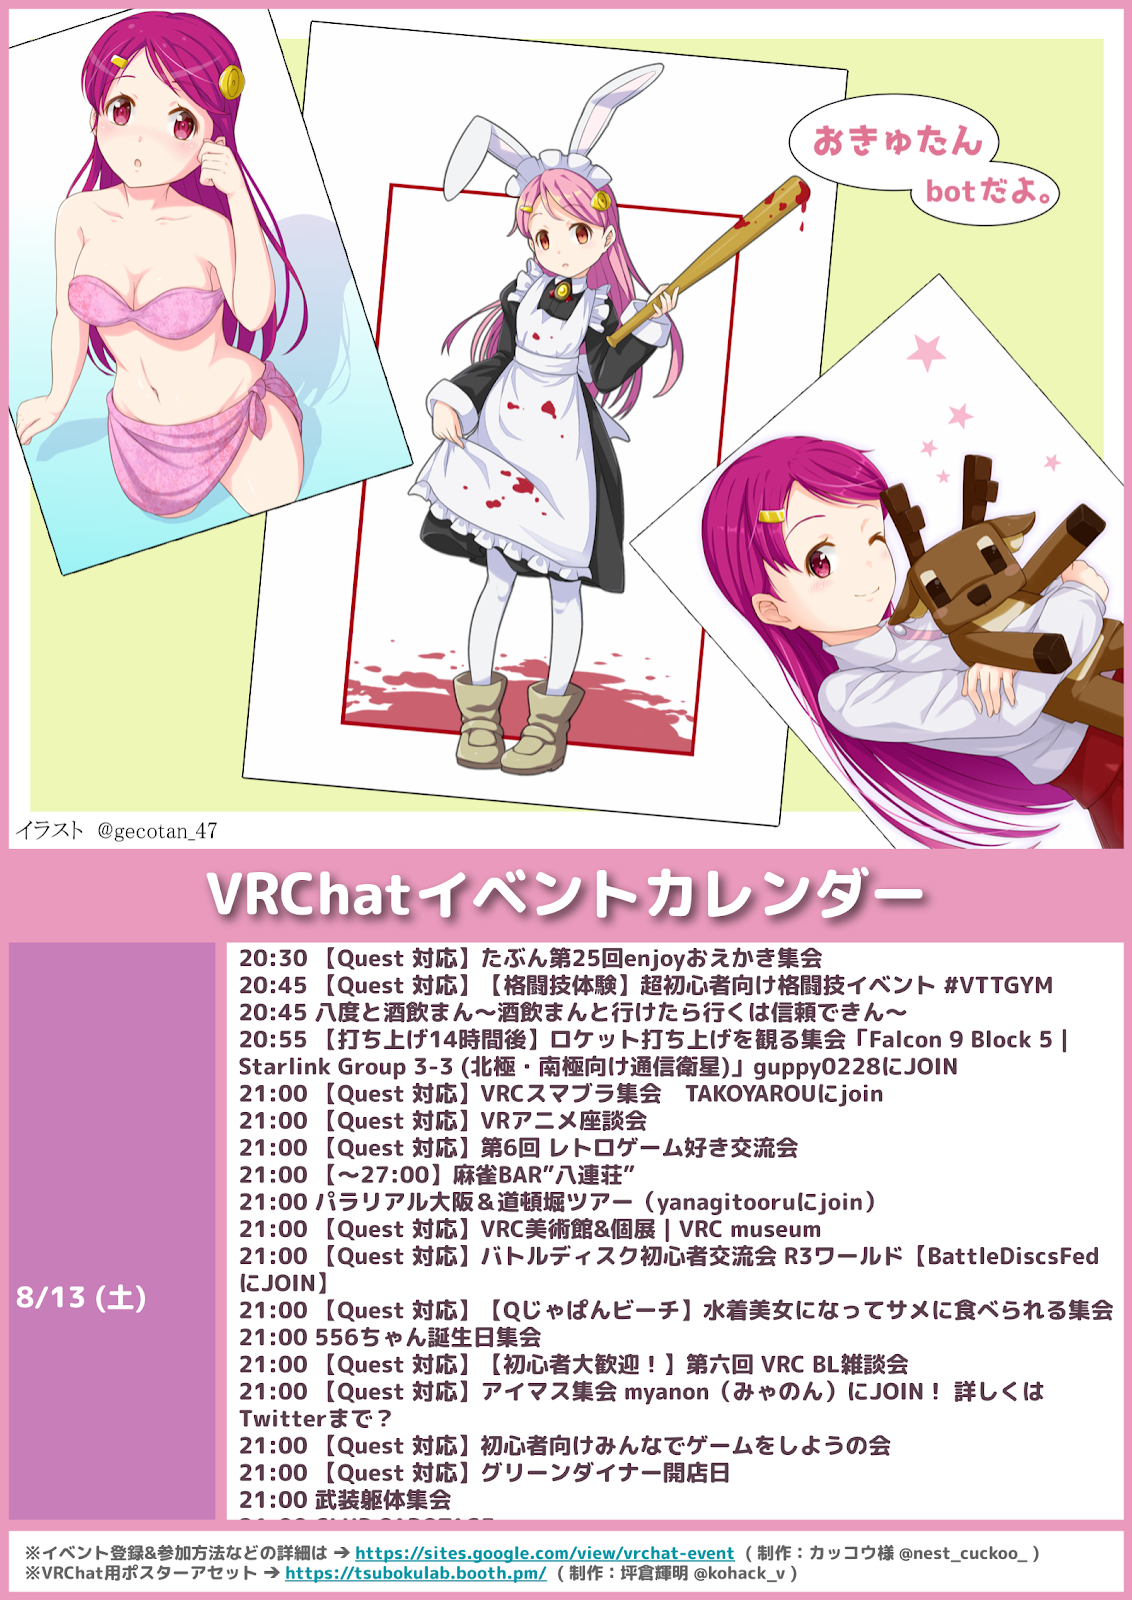 おきゅたん
botだよ。
イラスト @gecotan_47
VRChatイベントカレンダー
8/13 (土)
20:30 【Quest 対応】たぶん第25回enjoyおえかき集会
20:45 【Quest 対応】【格闘技体験】超初心者向け格闘技イベント #VTTGYM
20:45 八度と酒飲まん～酒飲まんと行けたら行くは信頼できん～
20:55 【打ち上げ14時間後】ロケット打ち上げを観る集会「Falcon 9 Block 5 |
Starlink Group 3-3 (北極・南極向け通信衛星)」guppy0228にJOIN
21:00 【Quest 対応】VRCスマブラ集会　TAKOYAROUにjoin
21:00 【Quest 対応】VRアニメ座談会
21:00 【Quest 対応】第6回 レトロゲーム好き交流会
21:00 【～27:00】麻雀BAR”八連荘”
21:00 パラリアル大阪＆道頓堀ツアー（yanagitooruにjoin）
21:00 【Quest 対応】VRC美術館&個展 | VRC museum
21:00 【Quest 対応】バトルディスク初心者交流会 R3ワールド【BattleDiscsFed
にJOIN】
21:00 【Quest 対応】【Qじゃぱんビーチ】水着美女になってサメに食べられる集会
21:00 556ちゃん誕生日集会
21:00 【Quest 対応】【初心者大歓迎！】第六回 VRC BL雑談会
21:00 【Quest 対応】アイマス集会 myanon（みゃのん）にJOIN！ 詳しくは
Twitterまで？
21:00 【Quest 対応】初心者向けみんなでゲームをしようの会
21:00 【Quest 対応】グリーンダイナー開店日
21:00 武装躯体集会
※イベント登録&参加方法などの詳細は ➔ https://sites.google.com/view/vrchat-event ( 制作：カッコウ様 @nest_cuckoo_ )
※VRChat用ポスターアセット ➔ https://tsubokulab.booth.pm/ ( 制作：坪倉輝明 @kohack_v )